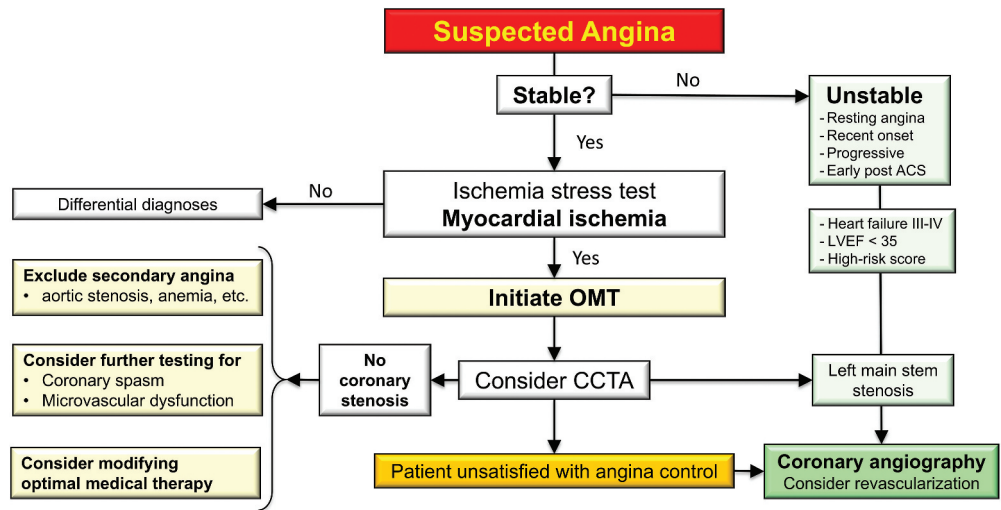 Suspected Angina
Stable?
No
Yes
Unstable
- Resting angina
- Recent onset
- Progressive
- Early post ACS
Ischemia stress test
Myocardial ischemia
No
Differential diagnoses
- Heart failure III-IV
- LVEF < 35
- High-risk score
Yes
Exclude secondary angina
• aortic stenosis, anemia, etc.
Initiate OMT
Consider further testing for
• Coronary spasm
• Microvascular dysfunction
No
coronary
stenosis
Consider CCTA
Left main stem
stenosis
Consider modifying
optimal medical therapy
Patient unsatisfied with angina control
Coronary angiography
Consider revascularization